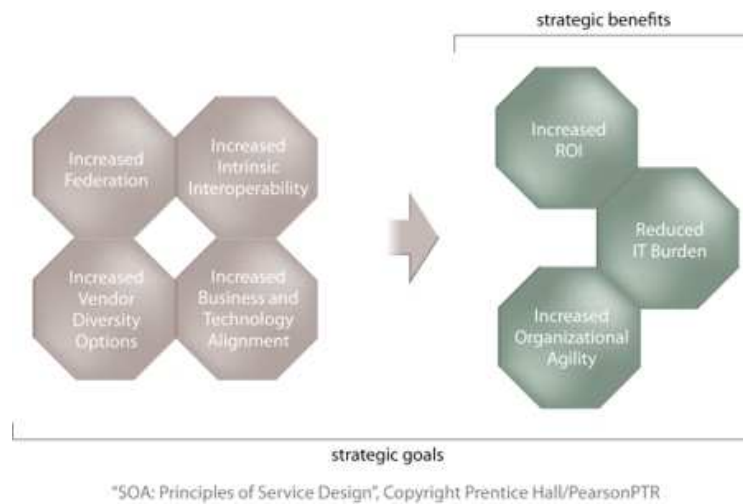 strategic benefits
Increased
Federation
Increased
Intrinsic
Interoperability
Increased
Vendor
Diversity
Options
Increased
Business and
Technology
Alignment
Increased
ROI
Reduced
IT Burden
Increased
Organizational
Agility
strategic goals
"SOA: Principles of Service Design", Copyright Prentice Hall/PearsonPTR